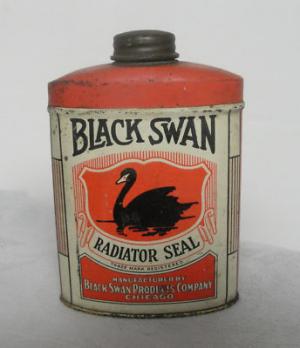 BLACK SWAN
RADIATOR SEAL
TRADE MARK REGISTERED
MANUFACTURED BY
BLACK SWAN PRODUCTS COMPANY
CHICAGO